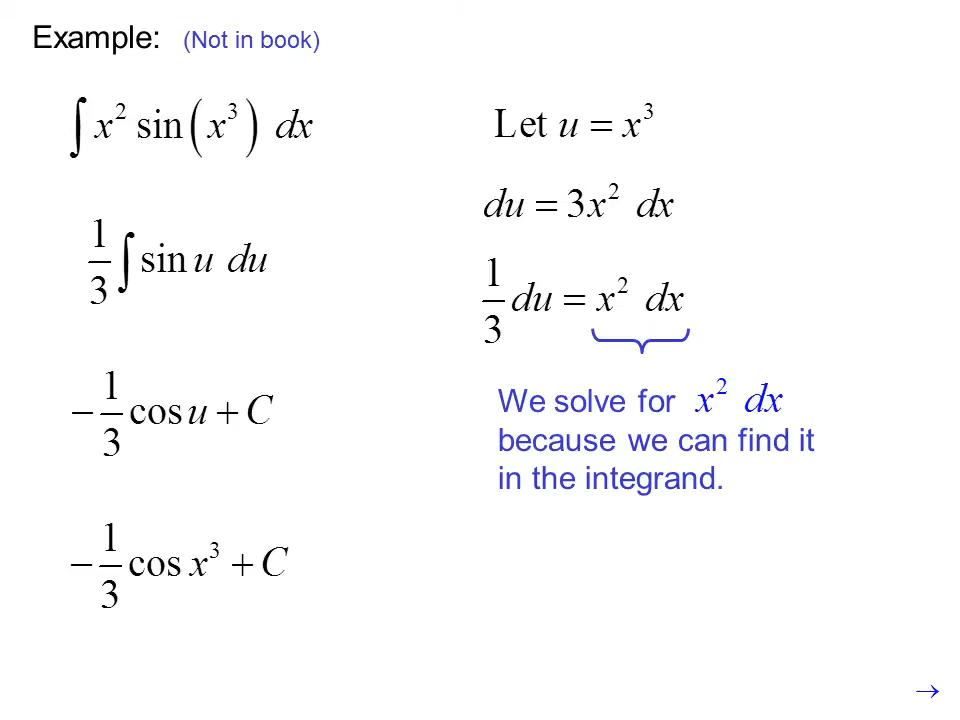 Example: (Not in book)
∫ x² sin(x³) dx
1/3 ∫ sin u du
−1/3 cos u + C
−1/3 cos x³ + C
Let u = x³
du = 3x² dx
1/3 du = x² dx
We solve for x² dx
because we can find it
in the integrand.
→